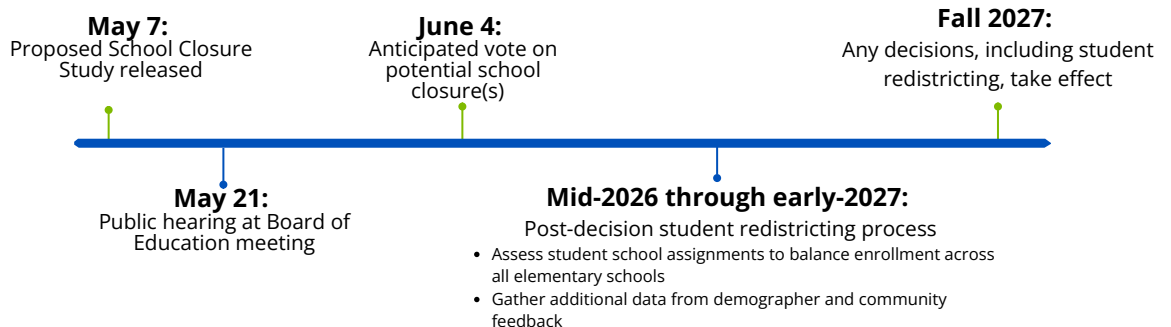 May 7:
Proposed School Closure
Study released
June 4:
Anticipated vote on
potential school
closure(s)
Fall 2027:
Any decisions, including student
redistricting, take effect
May 21:
Public hearing at Board of
Education meeting
Mid-2026 through early-2027:
Post-decision student redistricting process
• Assess student school assignments to balance enrollment across
all elementary schools
• Gather additional data from demographer and community
feedback